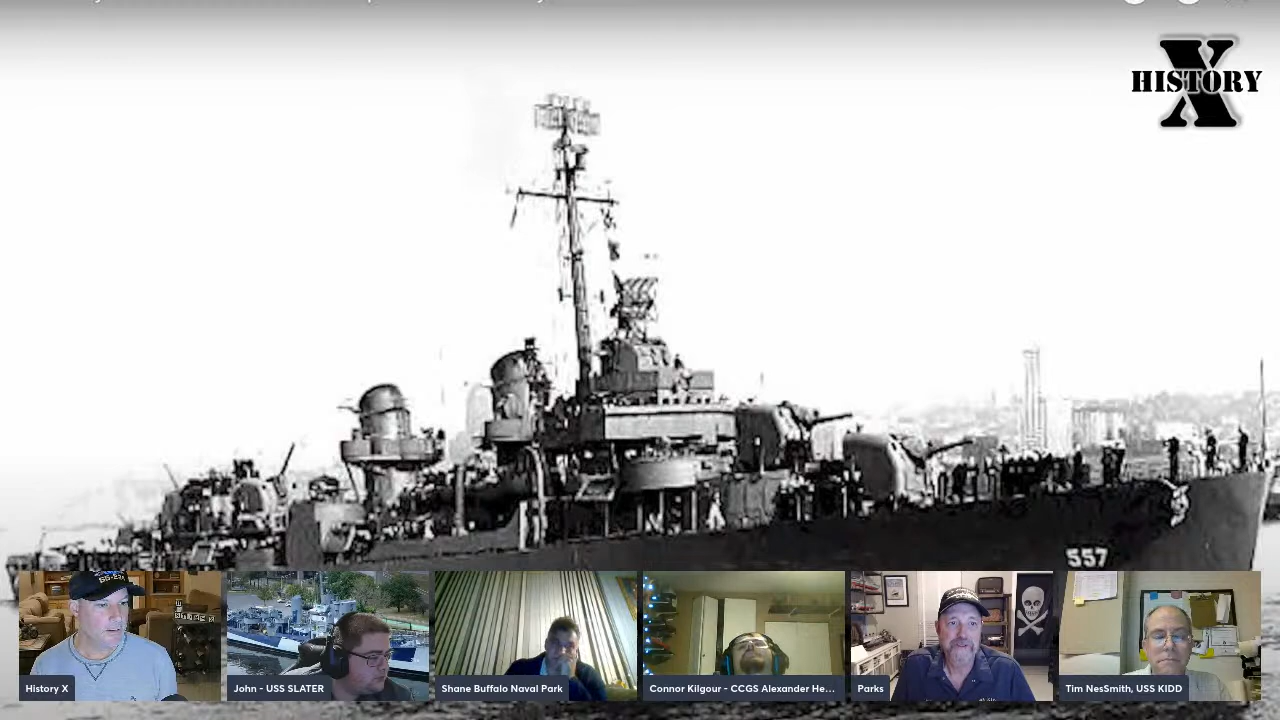 HISTORY
X
557
History X
John - USS SLATER
Shane Buffalo Naval Park
Connor Kilgour - CCGS Alexander He...
Parks
Tim NesSmith, USS KIDD